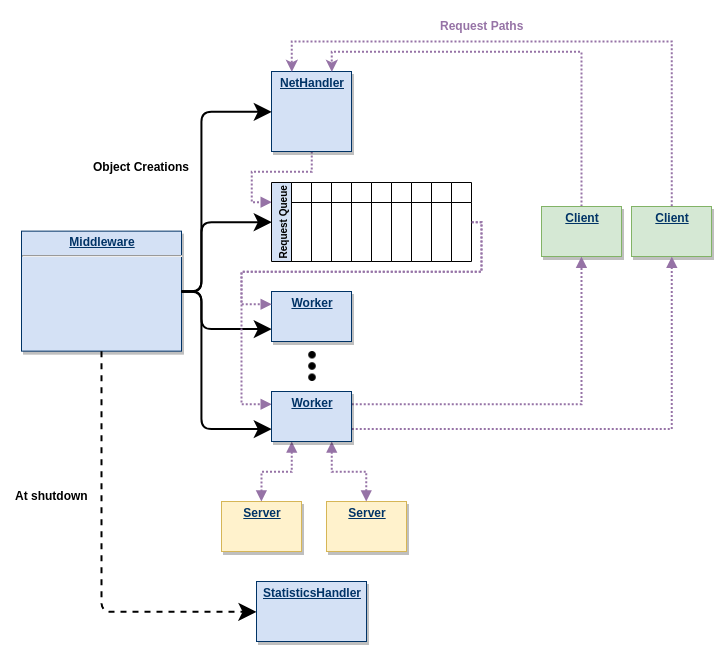 Request Paths
NetHandler
Object Creations
Request Queue
Client
Client
Middleware
Worker
Worker
At shutdown
Server
Server
StatisticsHandler